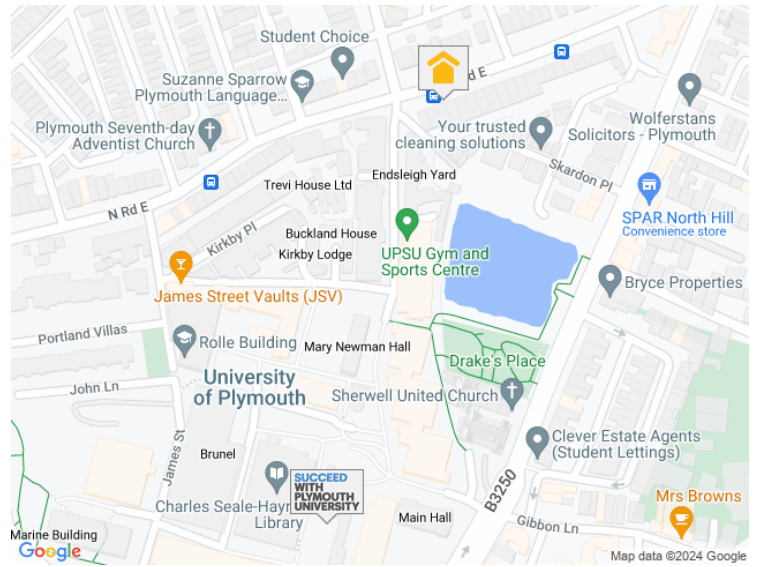 Student Choice
Suzanne Sparrow
Plymouth Language...
Rd E
Wolferstans
Solicitors - Plymouth
Plymouth Seventh-day
Adventist Church
Your trusted
cleaning solutions
Skardon Pl
Endsleigh Yard
Trevi House Ltd
N Rd E
SPAR North Hill
Convenience store
Kirkby Pl
Buckland House
Kirkby Lodge
UPSU Gym and
Sports Centre
Bryce Properties
James Street Vaults (JSV)
Portland Villas
Rolle Building
Mary Newman Hall
Drake's Place
University
of Plymouth
John Ln
Sherwell United Church
Clever Estate Agents
(Student Lettings)
Brunel
James St
SUCCEED
WITH
PLYMOUTH
UNIVERSITY
B3250
Charles Seale-Hayn
Library
Mrs Browns
Main Hall
Gibbon Ln
Marine Building
Google
Map data ©2024 Google